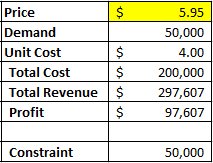 Price $ 5.95
Demand 50,000
Unit Cost $ 4.00
Total Cost $ 200,000
Total Revenue $ 297,607
Profit $ 97,607
Constraint 50,000